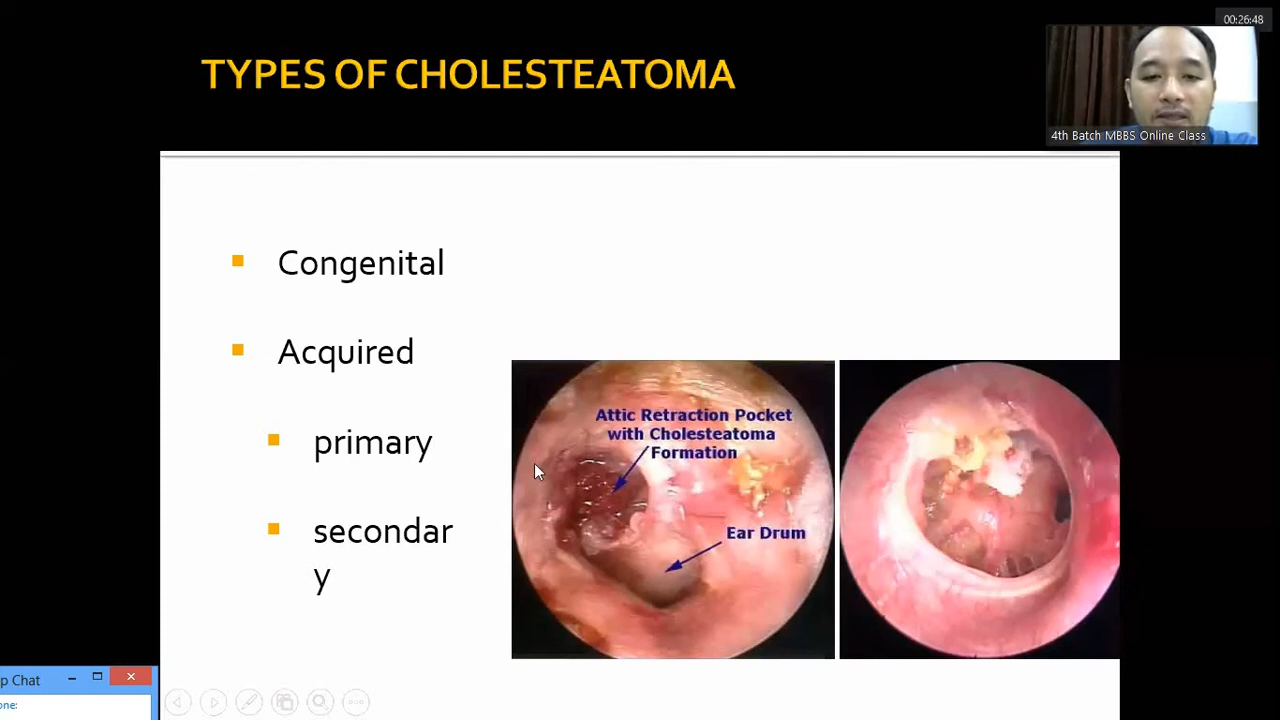 00:26:48
TYPES OF CHOLESTEATOMA
4th Batch MBBS Online Class
Congenital
Acquired
primary
secondar
y
Attic Retraction Pocket
with Cholesteatoma
Formation
Ear Drum
p Chat
one: